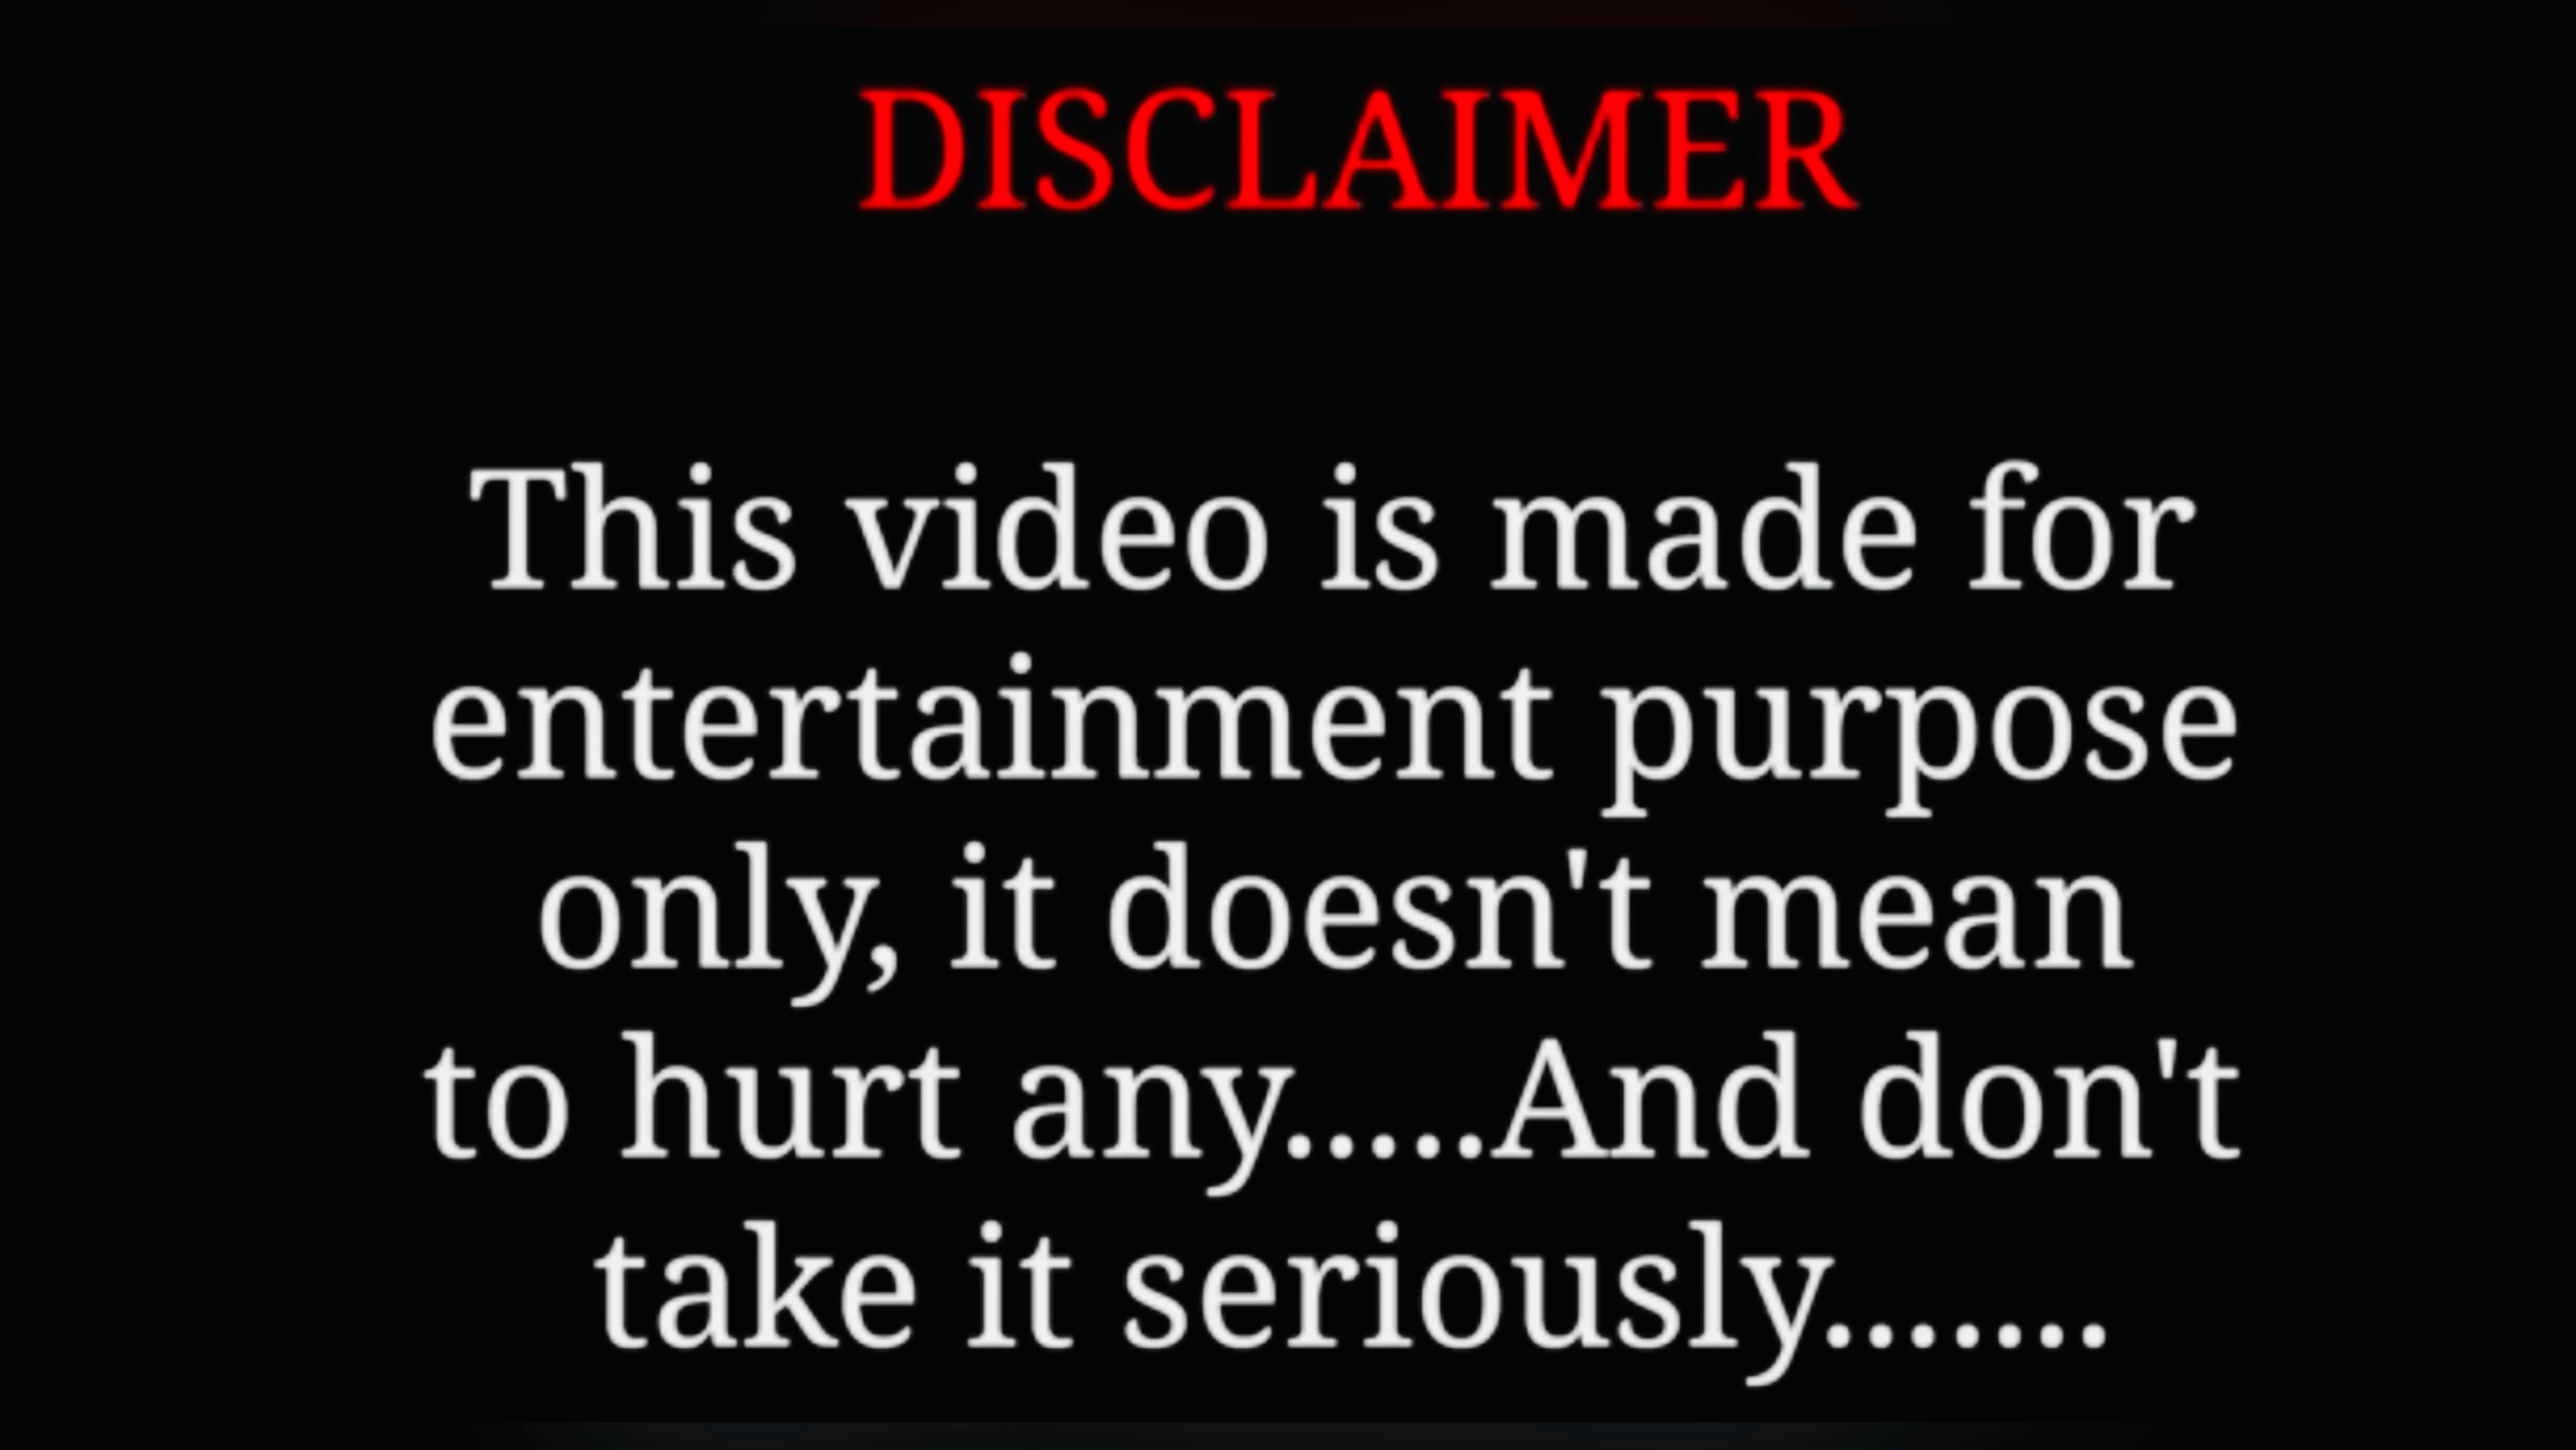 DISCLAIMER
This video is made for
entertainment purpose
only, it doesn't mean
to hurt any.....And don't
take it seriously.......